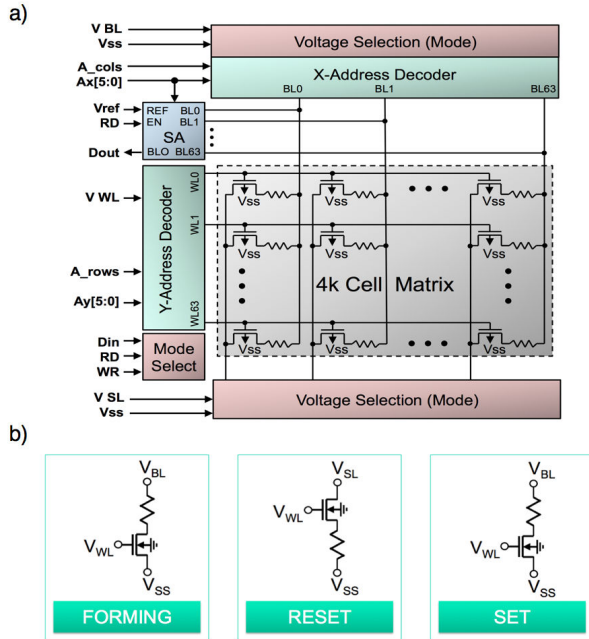 a)
V BL
Vss
Voltage Selection (Mode)
A_cols
Ax[5:0]
X-Address Decoder
BL0 BL1 BL63
Vref
RD
Dout
REF BL0
EN BL1
SA
BLO BL63
V WL
A_rows
Ay[5:0]
Y-Address Decoder
WL0
WL1
WL63
Vss Vss Vss
Vss Vss Vss
4k Cell Matrix
Vss Vss Vss
Din
RD
WR
Mode
Select
V SL
Vss
Voltage Selection (Mode)
b)
VBL
VWL
VSS
FORMING
VSL
VWL
VSS
RESET
VBL
VWL
VSS
SET